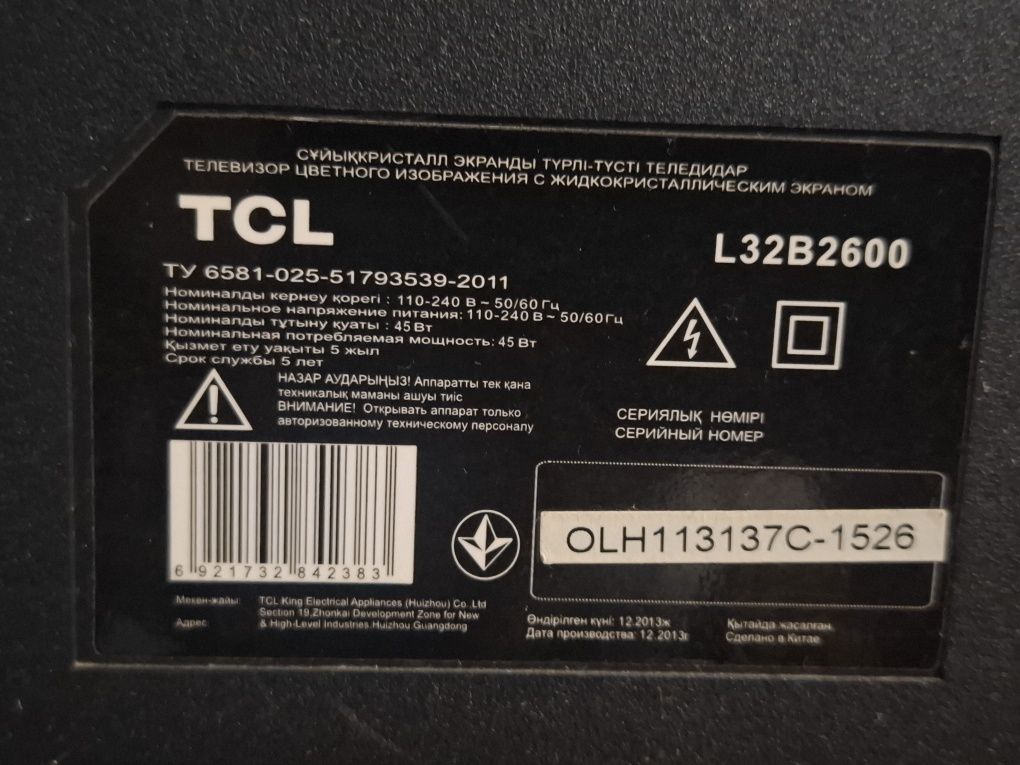 СҰЙЫҚКРИСТАЛЛ ЭКРАНДЫ ТҮРЛІ-ТҮСТІ ТЕЛЕДИДАР
ТЕЛЕВИЗОР ЦВЕТНОГО ИЗОБРАЖЕНИЯ С ЖИДКОКРИСТАЛЛИЧЕСКИМ ЭКРАНОМ
TCL
L32B2600
ТУ 6581-025-51793539-2011
Номиналды кернеу көрегі : 110-240 В ~ 50/60 Гц
Номинальное напряжение питания: 110-240 В ~ 50/60Гц
Номиналды тұтыну қуаты : 45 Вт
Номинальная потребляемая мощность: 45 Вт
Қызмет ету уақыты 5 жыл
Срок службы 5 лет
НАЗАР АУДАРЫҢЫЗ! Аппаратты тек қана
техникалық маманы ашуы тиіс
ВНИМАНИЕ! Открывать аппарат только
авторизованному техническому персоналу
СЕРИЯЛЫҚ НӨМІРІ
СЕРИЙНЫЙ НОМЕР
OLH113137C-1526
6 921732 842383
Мекен-жайы:
Адрес
TCL King Electrical Appliances (Huizhou) Co.,Ltd
Section 19,Zhonkai Development Zone for New
& High-Level Industries Huizhou Guangdong
Өндірілген күні: 12.2013ж
Дата производства: 12.2013г
Қытайда жасалған
Сделано в Китае